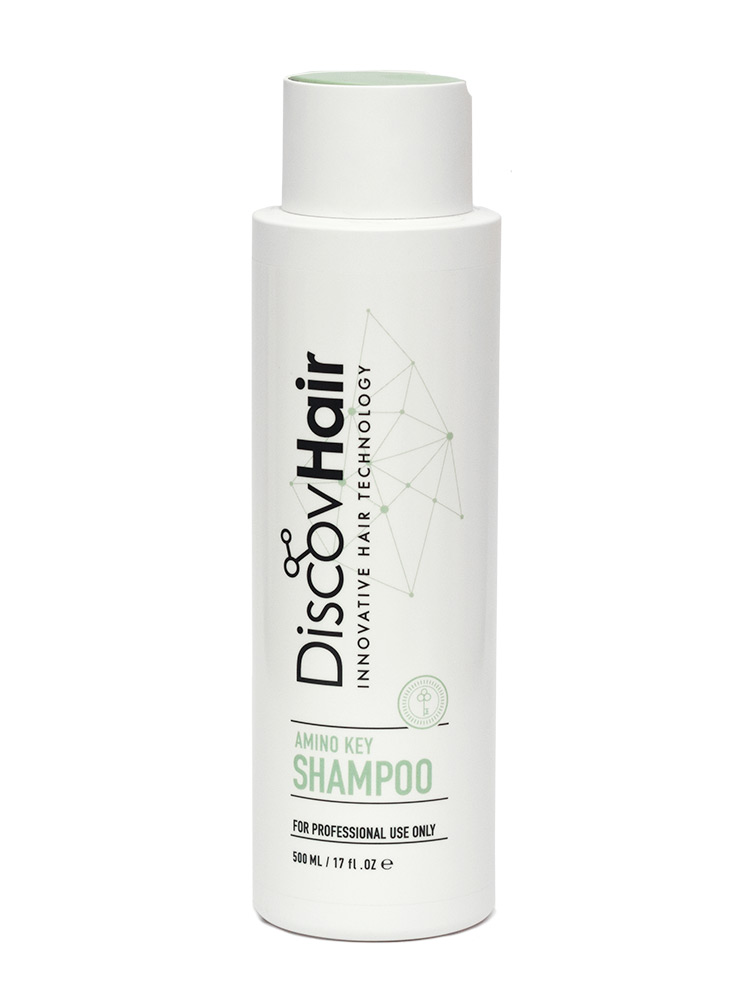 DiscovHair
INNOVATIVE HAIR TECHNOLOGY
AMINO KEY
SHAMPOO
FOR PROFESSIONAL USE ONLY
500 ML / 17 fl .OZ ℮